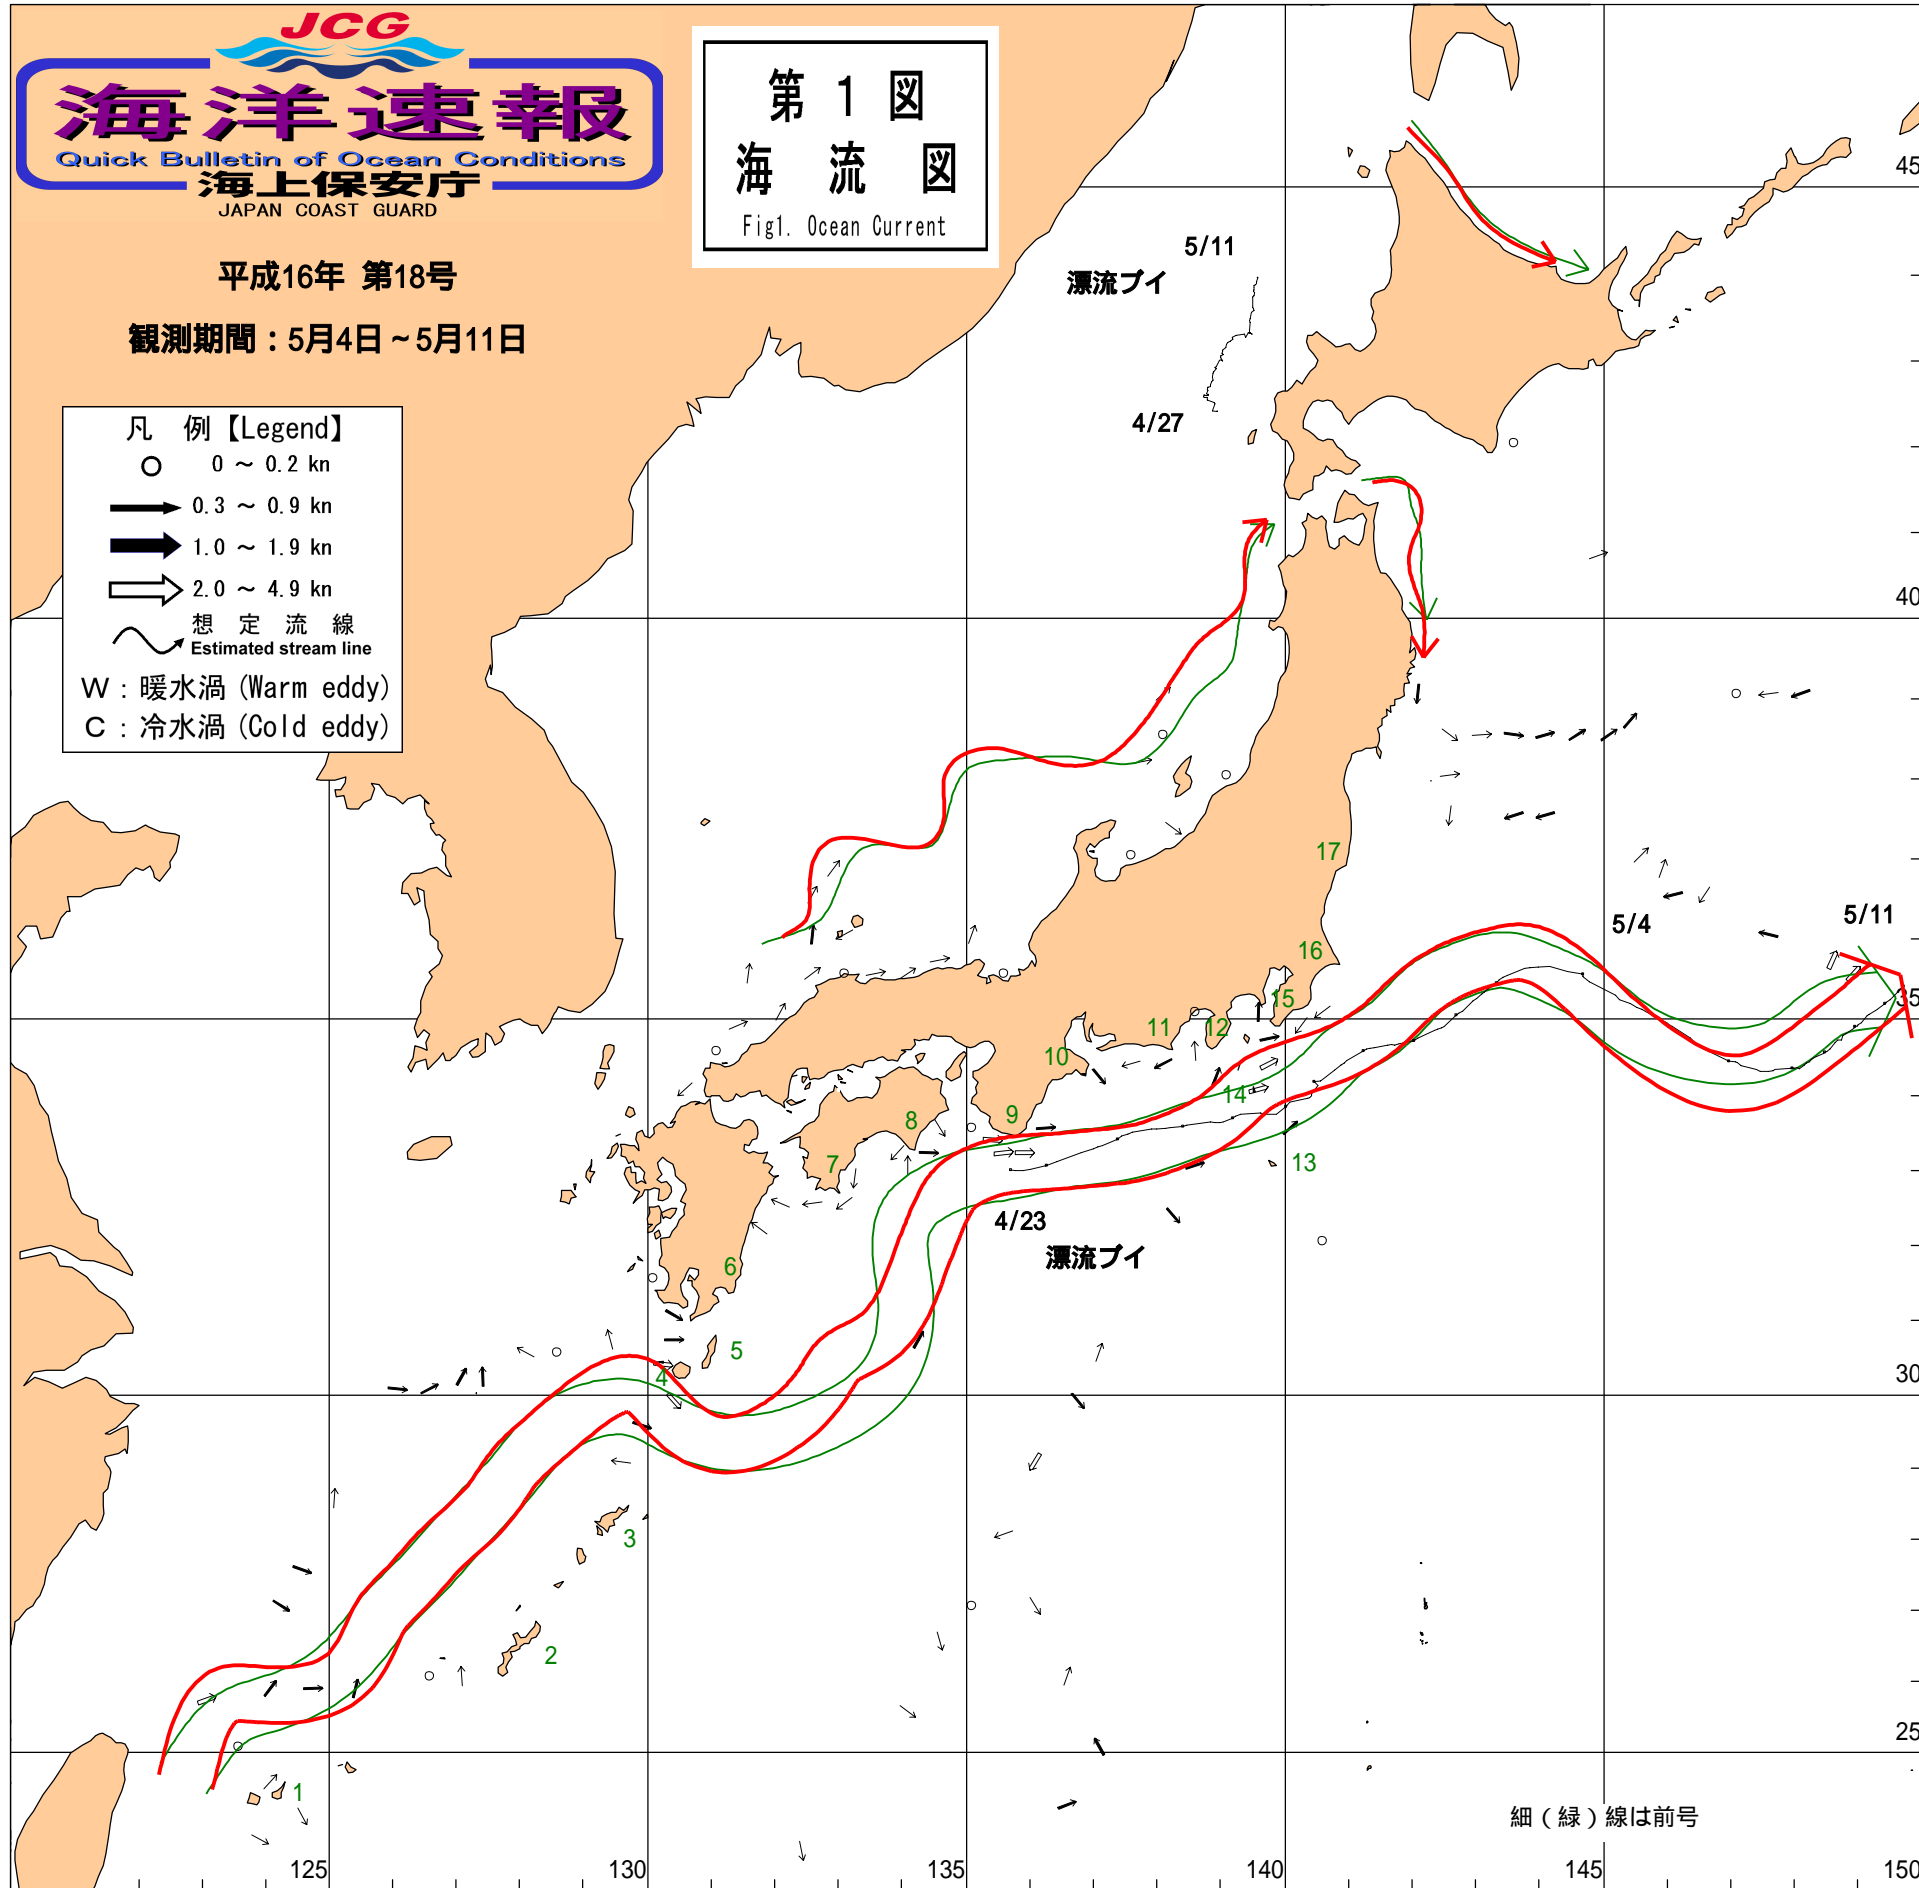 JCG
海洋速報
Quick Bulletin of Ocean Conditions
海上保安庁
JAPAN COAST GUARD
平成16年 第18号
観測期間：5月4日～5月11日
第 1 図
海 流 図
Fig1. Ocean Current
凡 例【Legend】
0 ～ 0.2 kn
0.3 ～ 0.9 kn
1.0 ～ 1.9 kn
2.0 ～ 4.9 kn
想 定 流 線
Estimated stream line
W：暖水渦(Warm eddy)
C：冷水渦(Cold eddy)
45
5/11
漂流ブイ
4/27
40
17
5/4
5/11
16
15
35
11
12
10
14
9
8
7
13
4/23
漂流ブイ
6
5
4
30
3
2
25
1
細（緑）線は前号
125
130
135
140
145
150